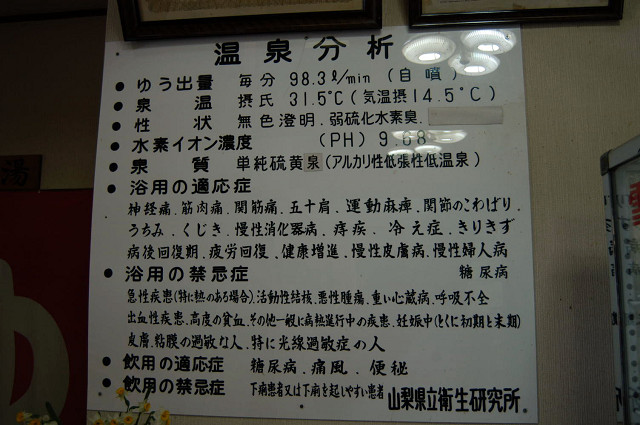 温泉分析
● ゆう出量 毎分 98.3ℓ/min (自噴)
● 泉 温 摂氏 31.5°C (気温摂14.5°C)
● 性 状 無色澄明．弱硫化水素臭．
● 水素イオン濃度 (PH) 9.68
● 泉 質 単純硫黄泉(アルカリ性低張性低温泉)
● 浴用の適応症
神経痛．筋肉痛．関筋痛．五十肩．運動麻痺．関節のこわばり．
うちみ．くじき．慢性消化器病．痔疾．冷え症．きりきず
病後回復期．疲労回復．健康増進．慢性皮膚病．慢性婦人病
● 浴用の禁忌症 糖尿病
急性疾患(特に熱のある場合)．活動性結核．悪性腫瘍．重い心蔵病．呼吸不全
出血性疾患．高度の貧血．その他一般に病熱進行中の疾患．妊娠中(とくに初期と末期)
皮膚．粘膜の過敏な人．特に光線過敏症の人
● 飲用の適応症 糖尿病．痛風．便秘
● 飲用の禁忌症 下痢患者又は下痢を起しやすい患者
山梨県立衛生研究所
湯